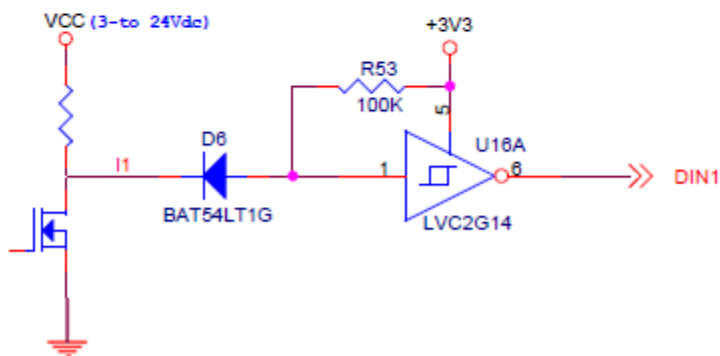 VCC (3-to 24Vdc)
+3V3
R53
100K
5
D6
U16A
I1
1
6
DIN1
BAT54LT1G
LVC2G14